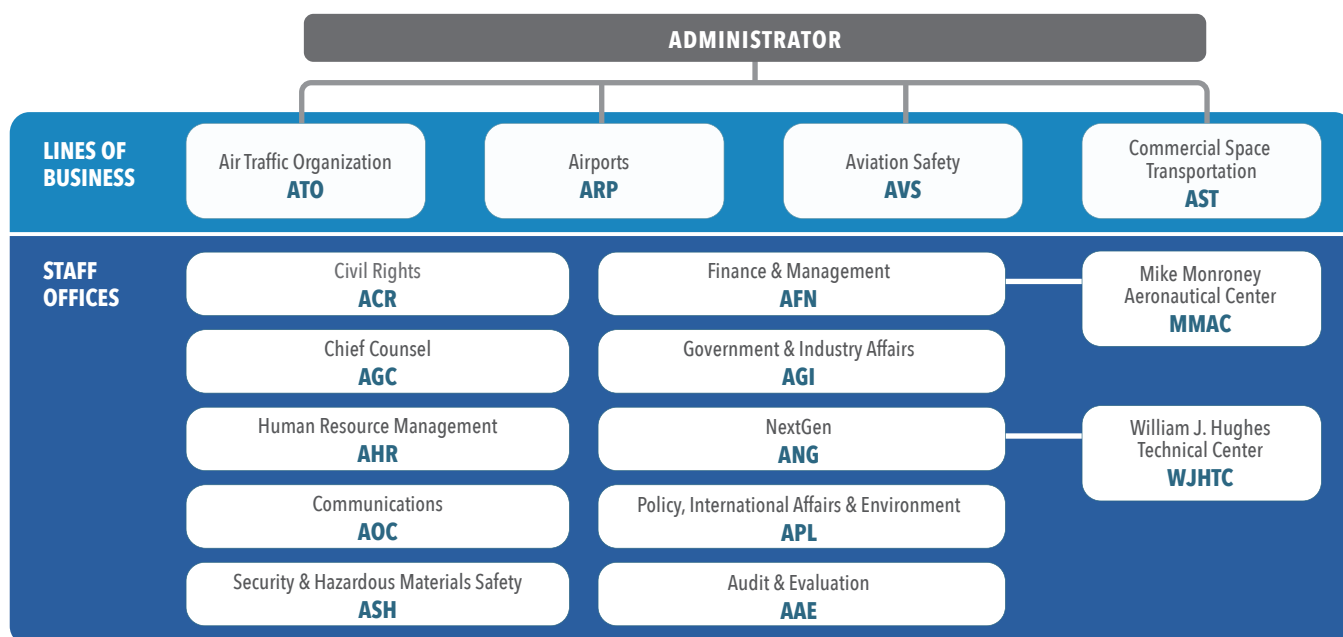 ADMINISTRATOR
LINES OF
BUSINESS
Air Traffic Organization
ATO
Airports
ARP
Aviation Safety
AVS
Commercial Space
Transportation
AST
STAFF
OFFICES
Civil Rights
ACR
Finance & Management
AFN
Mike Monroney
Aeronautical Center
MMAC
Chief Counsel
AGC
Government & Industry Affairs
AGI
Human Resource Management
AHR
NextGen
ANG
William J. Hughes
Technical Center
WJHTC
Communications
AOC
Policy, International Affairs & Environment
APL
Security & Hazardous Materials Safety
ASH
Audit & Evaluation
AAE